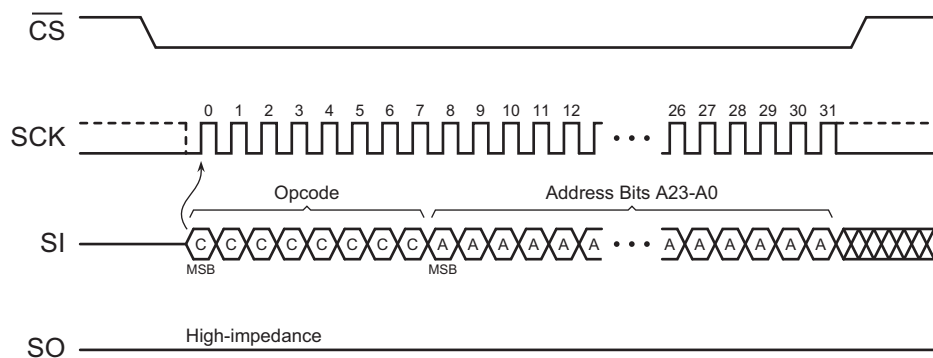 CS
SCK
0 1 2 3 4 5 6 7 8 9 10 11 12 26 27 28 29 30 31
Opcode
Address Bits A23-A0
SI
C C C C C C C C A A A A A A A A A A A A
MSB
MSB
SO
High-impedance